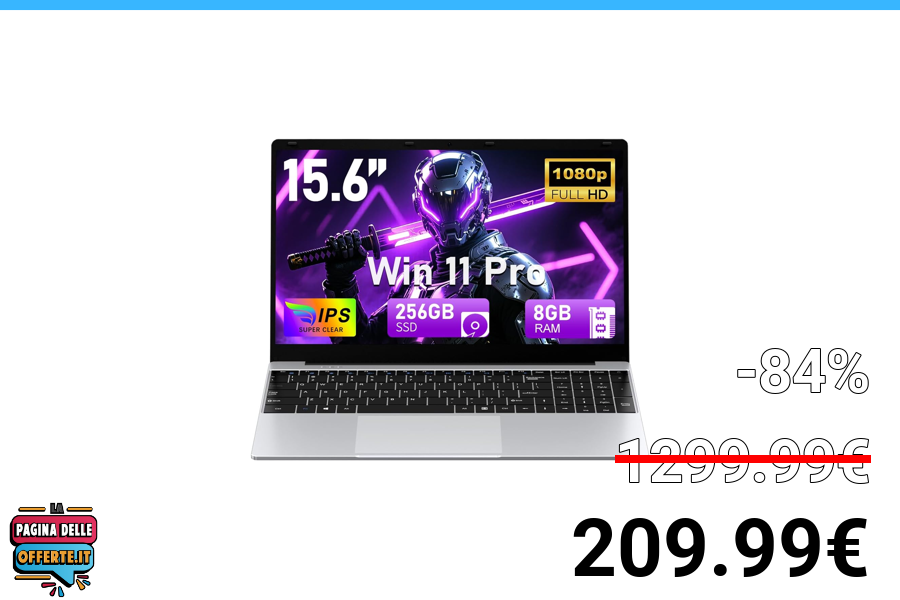 15.6”
1080p
FULL HD
Win 11 Pro
IPS
SUPER CLEAR
256GB
SSD
8GB
RAM
-84%
1299.99€
209.99€
LA
PAGINA DELLE
OFFERTE.IT